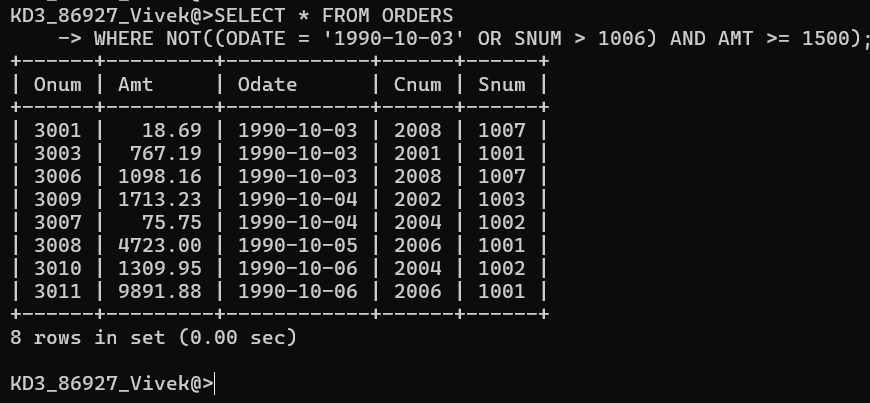 KD3_86927_Vivek@>SELECT * FROM ORDERS
    -> WHERE NOT((ODATE = '1990-10-03' OR SNUM > 1006) AND AMT >= 1500);
+------+---------+------------+------+------+
| Onum | Amt     | Odate      | Cnum | Snum |
+------+---------+------------+------+------+
| 3001 |   18.69 | 1990-10-03 | 2008 | 1007 |
| 3003 |  767.19 | 1990-10-03 | 2001 | 1001 |
| 3006 | 1098.16 | 1990-10-03 | 2008 | 1007 |
| 3009 | 1713.23 | 1990-10-04 | 2002 | 1003 |
| 3007 |   75.75 | 1990-10-04 | 2004 | 1002 |
| 3008 | 4723.00 | 1990-10-05 | 2006 | 1001 |
| 3010 | 1309.95 | 1990-10-06 | 2004 | 1002 |
| 3011 | 9891.88 | 1990-10-06 | 2006 | 1001 |
+------+---------+------------+------+------+
8 rows in set (0.00 sec)
KD3_86927_Vivek@>